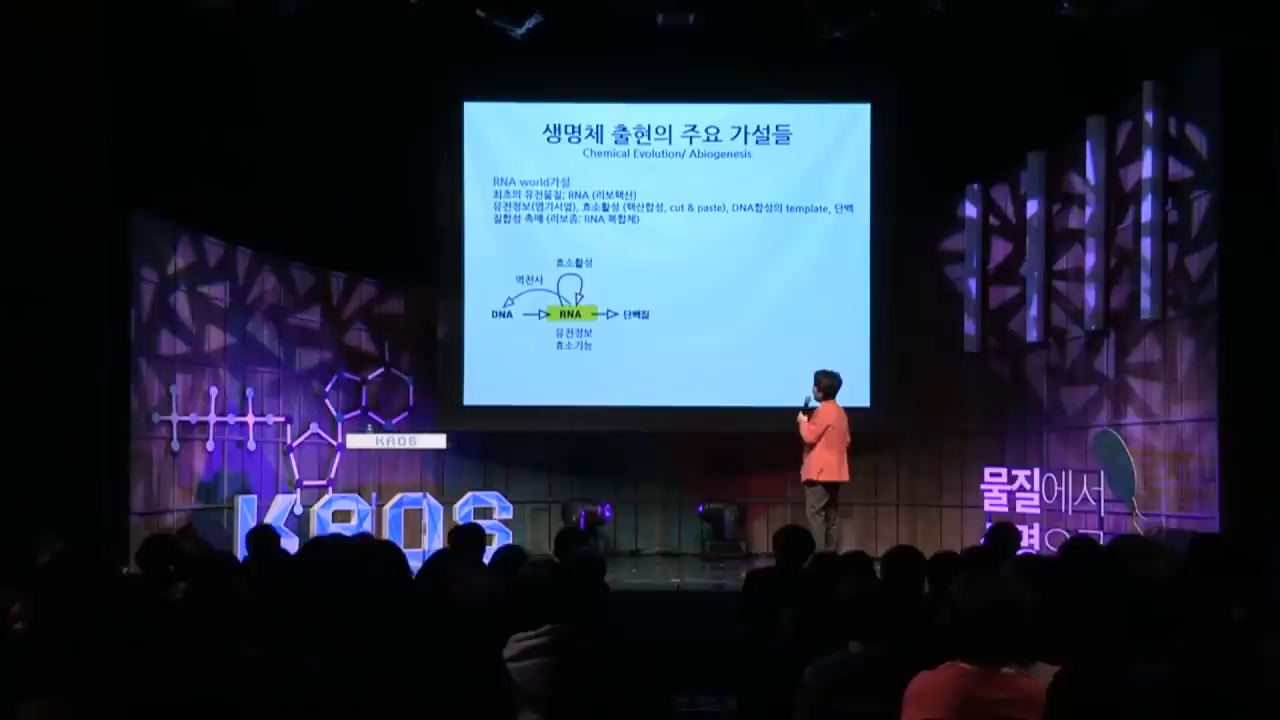 생명체 출현의 주요 가설들
Chemical Evolution/ Abiogenesis
RNA world가설
최초의 유전물질; RNA (리보핵산)
유전정보(염기서열), 효소활성 (핵산합성, cut & paste), DNA합성의 template, 단백
질합성 촉매 (리보좀; RNA 복합체)
효소활성
역전사
DNA
RNA
단백질
유전정보
효소기능
KAOS
KAOS
물질에서